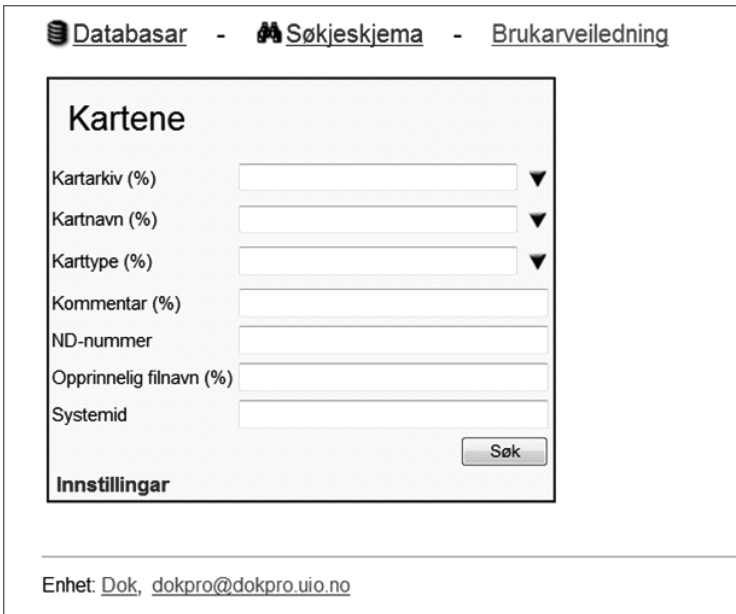 Databasar - Søkjeskjema - Brukarveiledning
Kartene
Kartarkiv (%)
Kartnavn (%)
Karttype (%)
Kommentar (%)
ND-nummer
Opprinnelig filnavn (%)
Systemid
Søk
Innstillingar
Enhet: Dok, dokpro@dokpro.uio.no